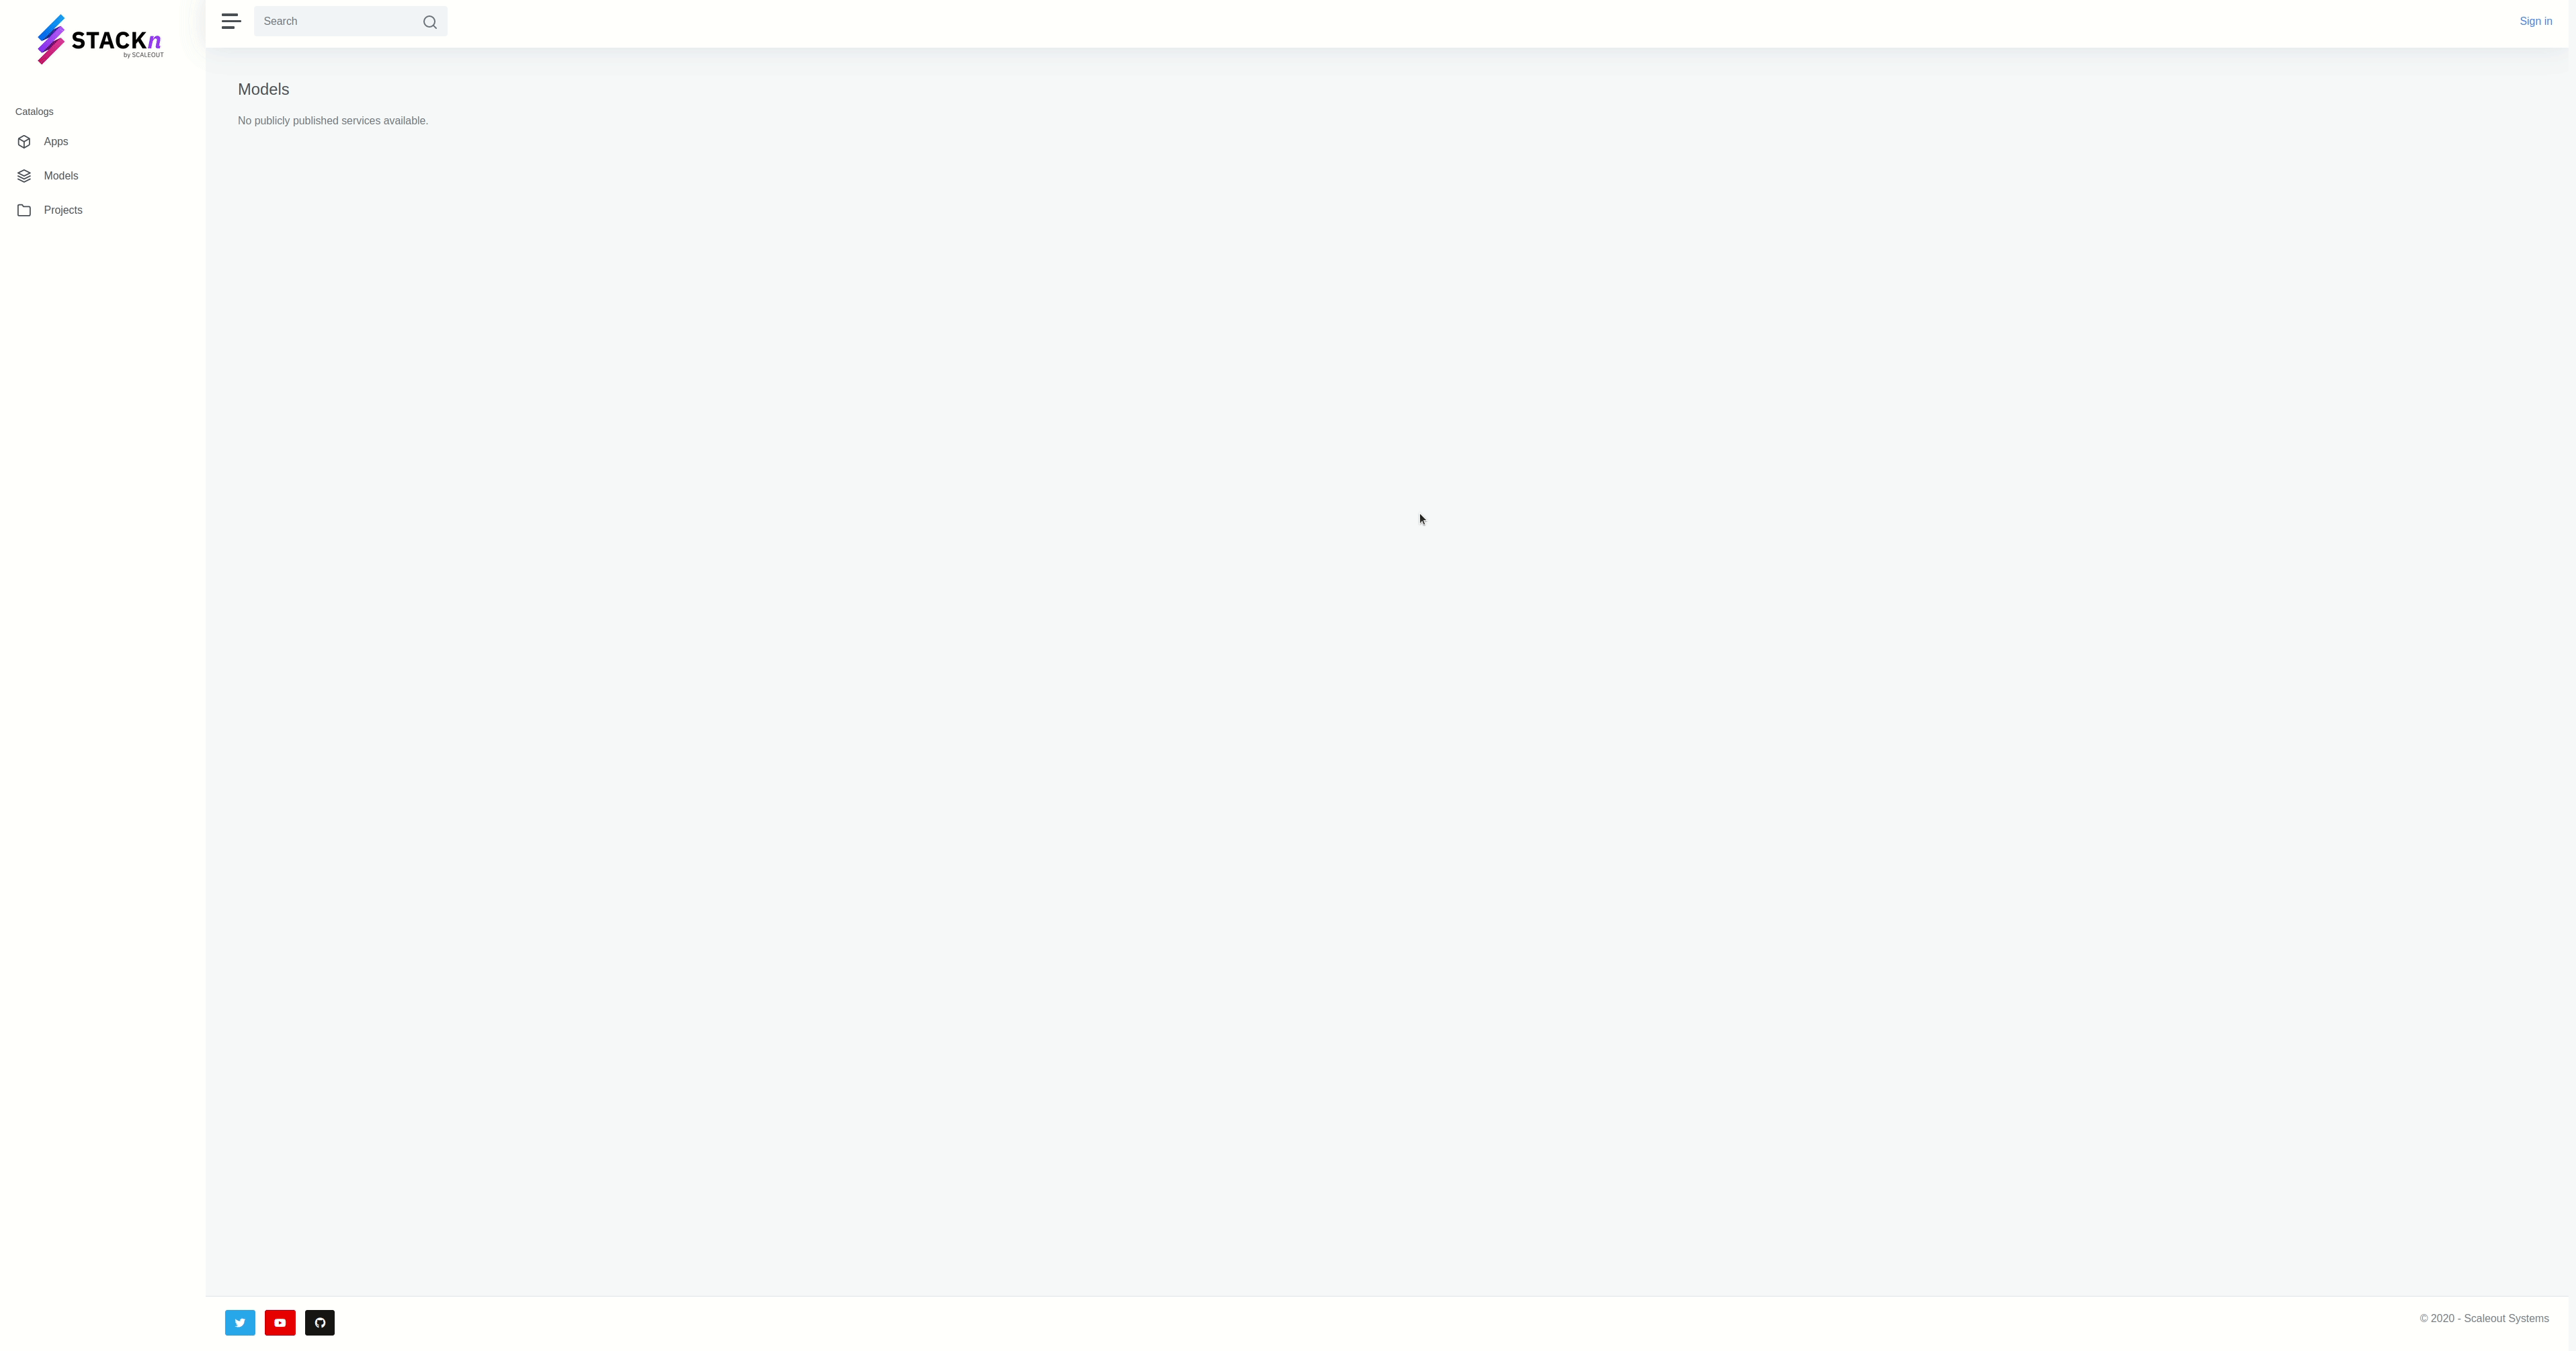 STACKn
by SCALEOUT
Search
Sign in
Catalogs
Apps
Models
Projects
Models
No publicly published services available.
© 2020 - Scaleout Systems